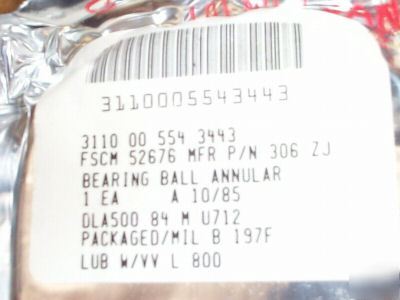 3110005543443
3110 00 554 3443
FSCM 52676 MFR P/N 306 ZJ
BEARING BALL ANNULAR
1 EA A 10/85
DLA500 84 M U712
PACKAGED/MIL B 197F
LUB W/VV L 800